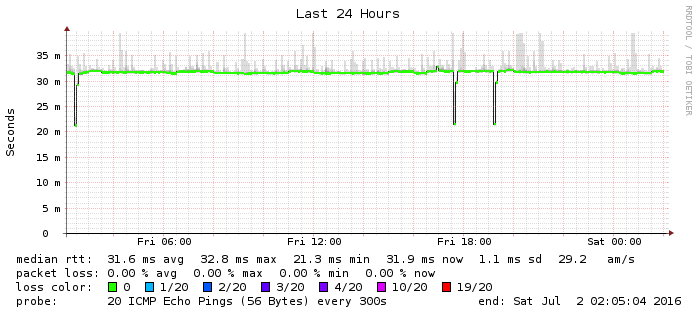 Last 24 Hours
RRDTOOL / TOBI OETIKER
Seconds
35 m
30 m
25 m
20 m
15 m
10 m
5 m
0
Fri 06:00 Fri 12:00 Fri 18:00 Sat 00:00
median rtt: 31.6 ms avg 32.8 ms max 21.3 ms min 31.9 ms now 1.1 ms sd 29.2 am/s
packet loss: 0.00 % avg 0.00 % max 0.00 % min 0.00 % now
loss color: 0 1/20 2/20 3/20 4/20 10/20 19/20
probe: 20 ICMP Echo Pings (56 Bytes) every 300s end: Sat Jul 2 02:05:04 2016